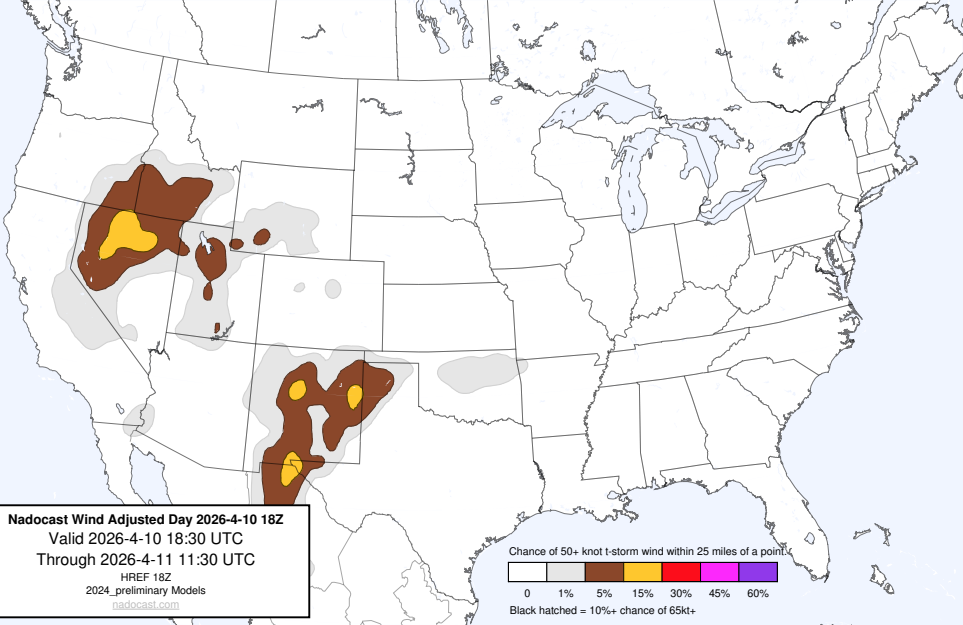 Nadocast Wind Adjusted Day 2026-4-10 18Z
Valid 2026-4-10 18:30 UTC
Through 2026-4-11 11:30 UTC
HREF 18Z
2024_preliminary Models
nadocast.com
Chance of 50+ knot t-storm wind within 25 miles of a point.
0 1% 5% 15% 30% 45% 60%
Black hatched = 10%+ chance of 65kt+